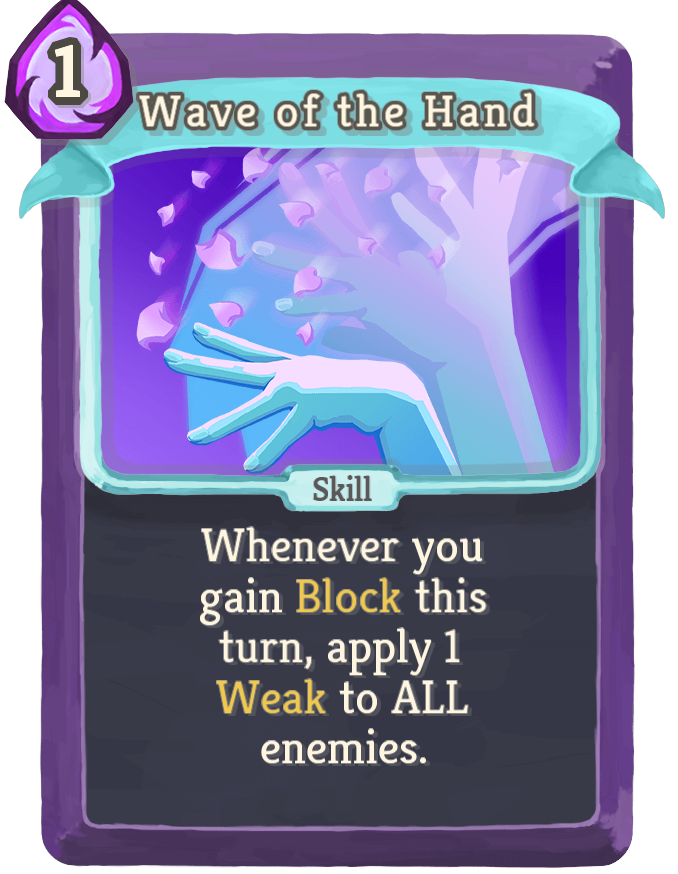 1
Wave of the Hand
Skill
Whenever you
gain Block this
turn, apply 1
Weak to ALL
enemies.